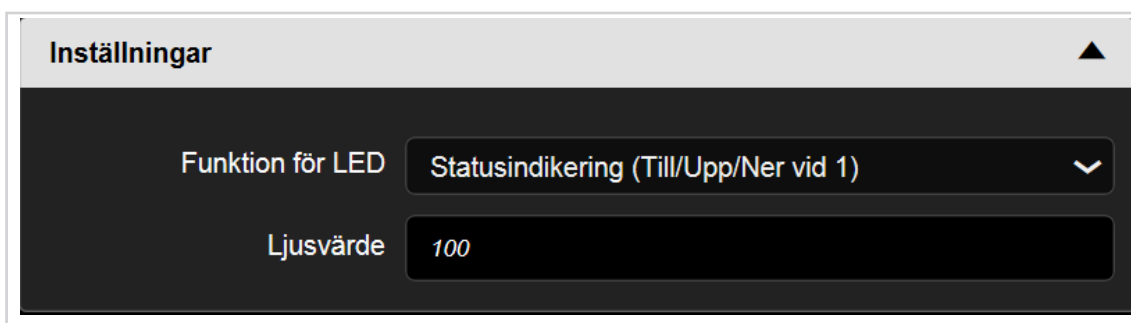 Inställningar
Funktion för LED Statusindikering (Till/Upp/Ner vid 1)
Ljusvärde 100